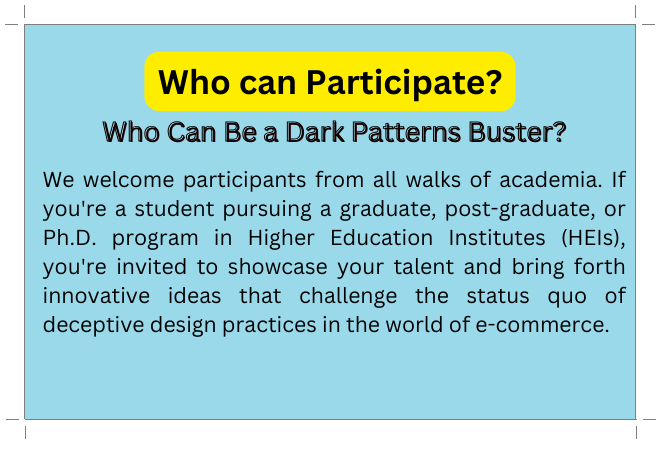 Who can Participate?
Who Can Be a Dark Patterns Buster?
We welcome participants from all walks of academia. If
you're a student pursuing a graduate, post-graduate, or
Ph.D. program in Higher Education Institutes (HEIs),
you're invited to showcase your talent and bring forth
innovative ideas that challenge the status quo of
deceptive design practices in the world of e-commerce.